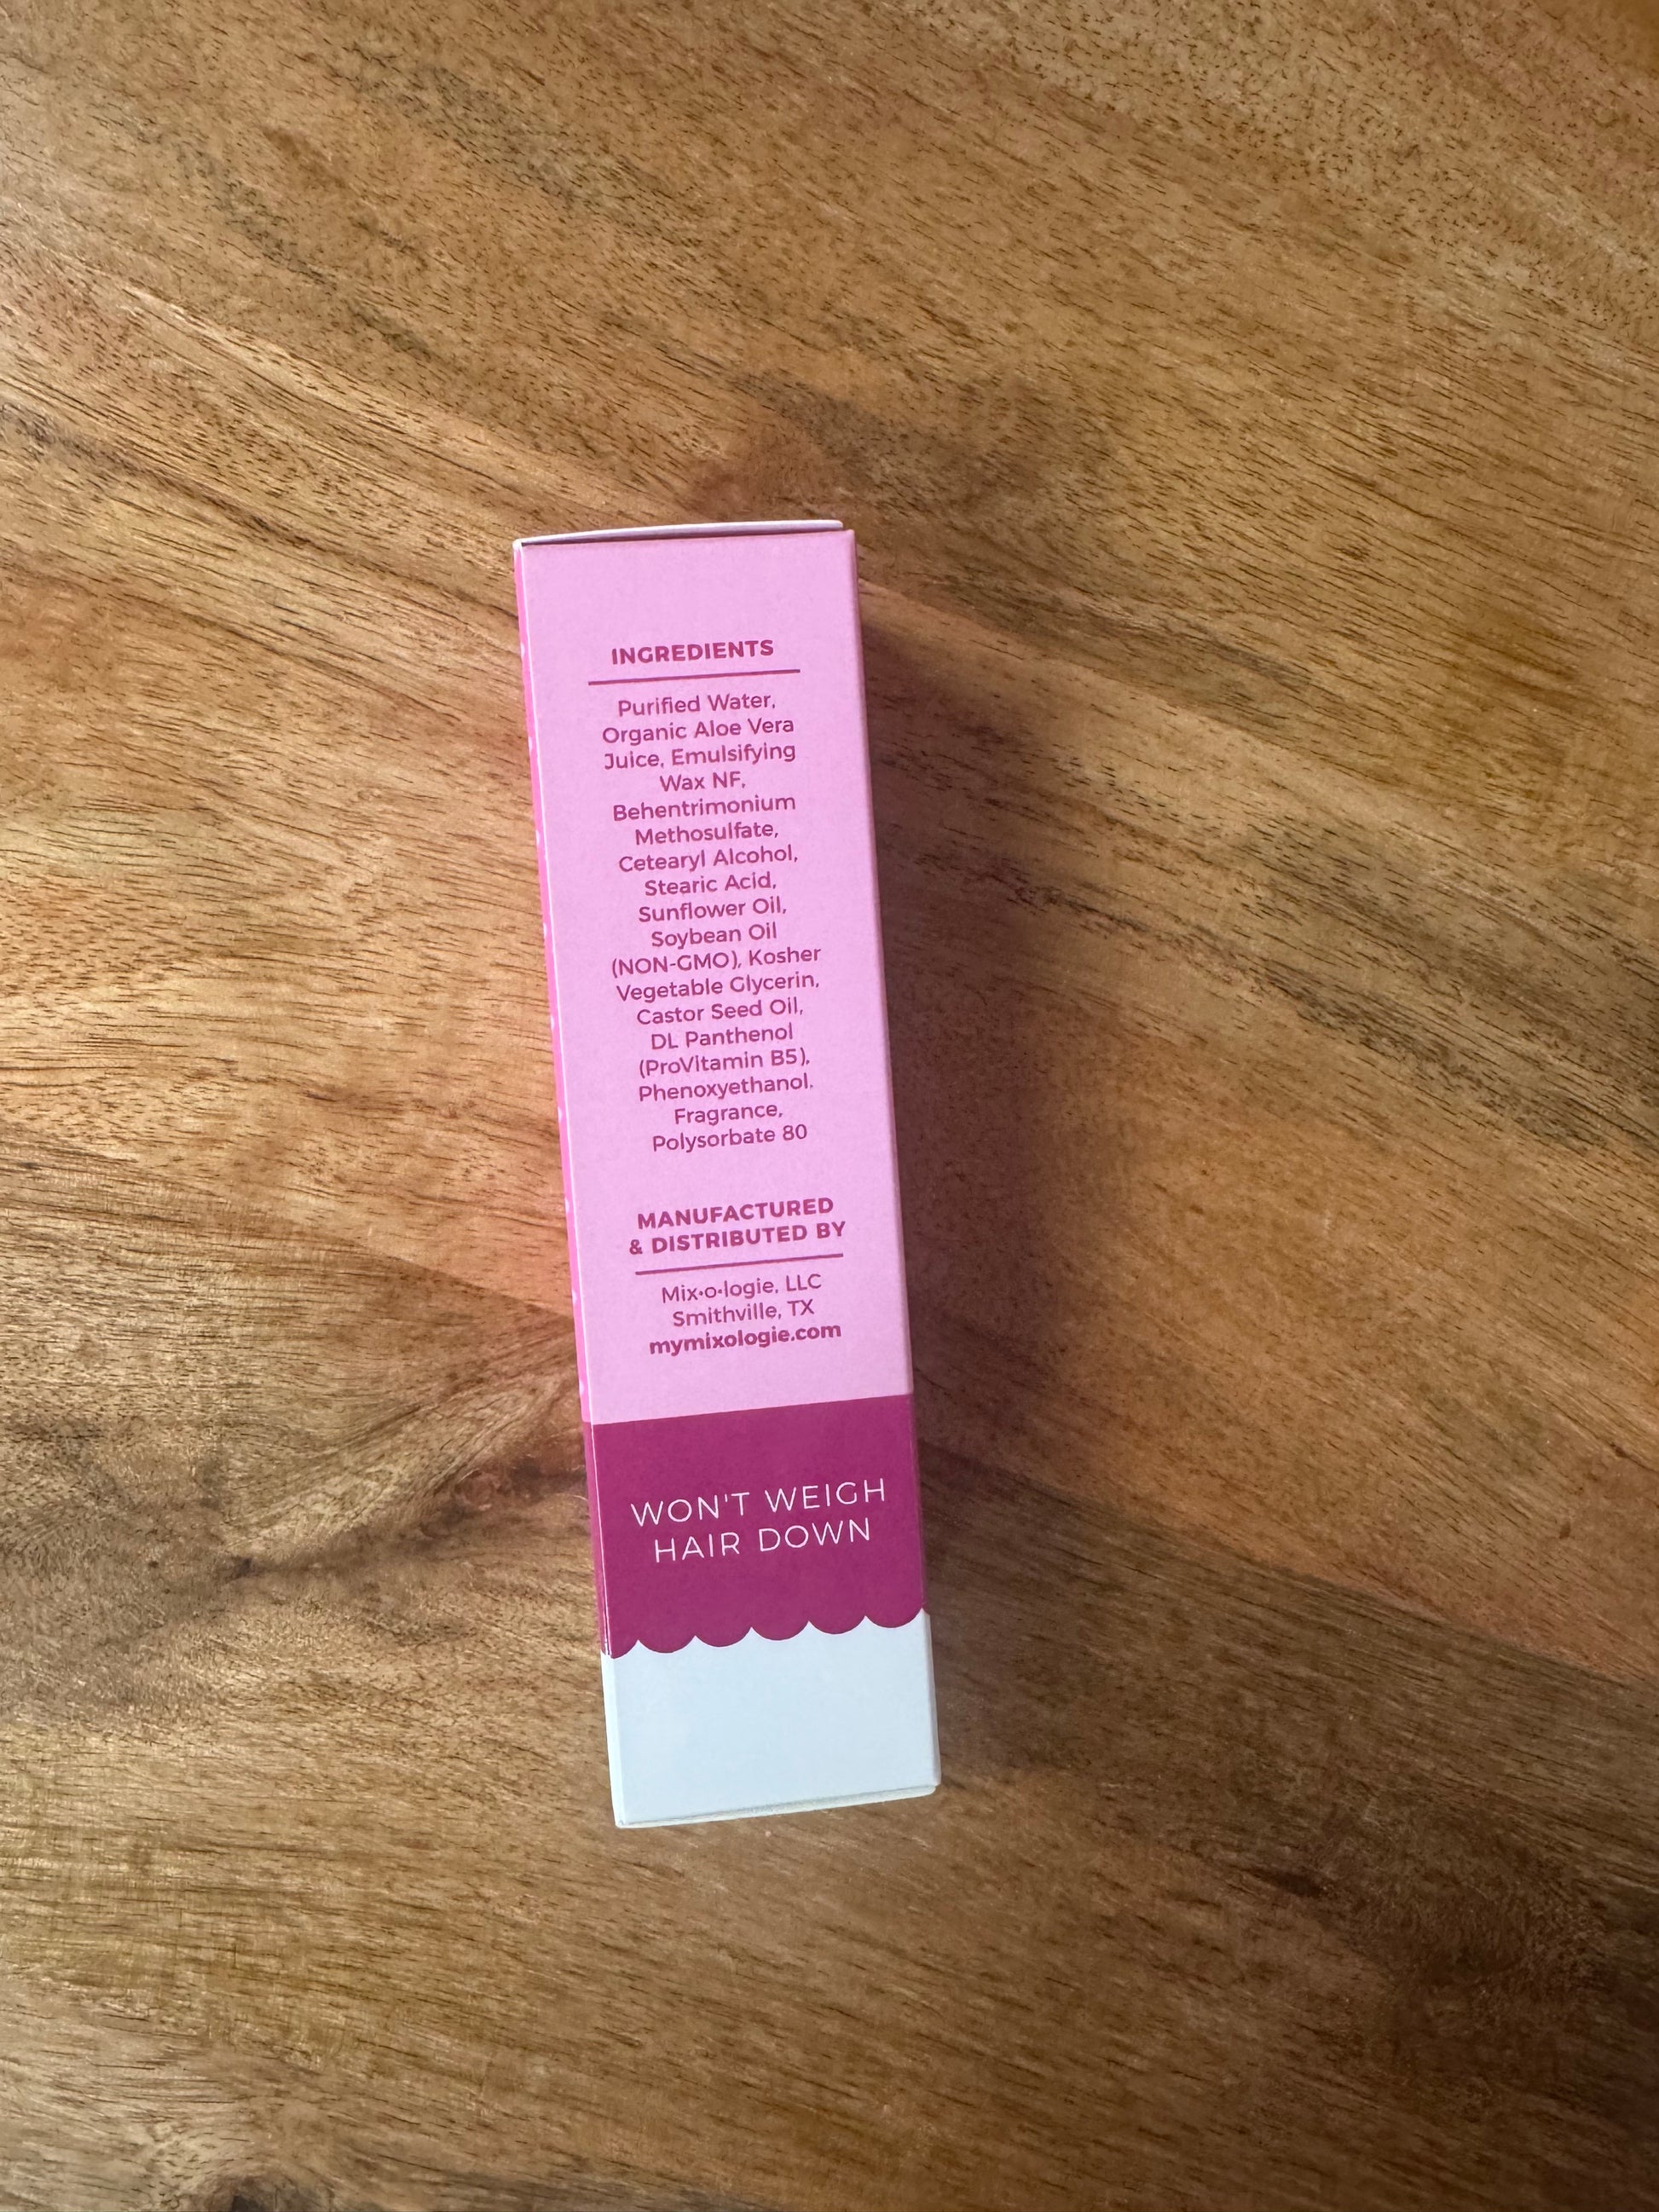 INGREDIENTS
Purified Water,
Organic Aloe Vera
Juice, Emulsifying
Wax NF,
Behentrimonium
Methosulfate,
Cetearyl Alcohol,
Stearic Acid,
Sunflower Oil,
Soybean Oil
(NON-GMO), Kosher
Vegetable Glycerin,
Castor Seed Oil,
DL Panthenol
(ProVitamin B5),
Phenoxyethanol,
Fragrance,
Polysorbate 80
MANUFACTURED
& DISTRIBUTED BY
Mix•o•logie, LLC
Smithville, TX
mymixologie.com
WON'T WEIGH
HAIR DOWN